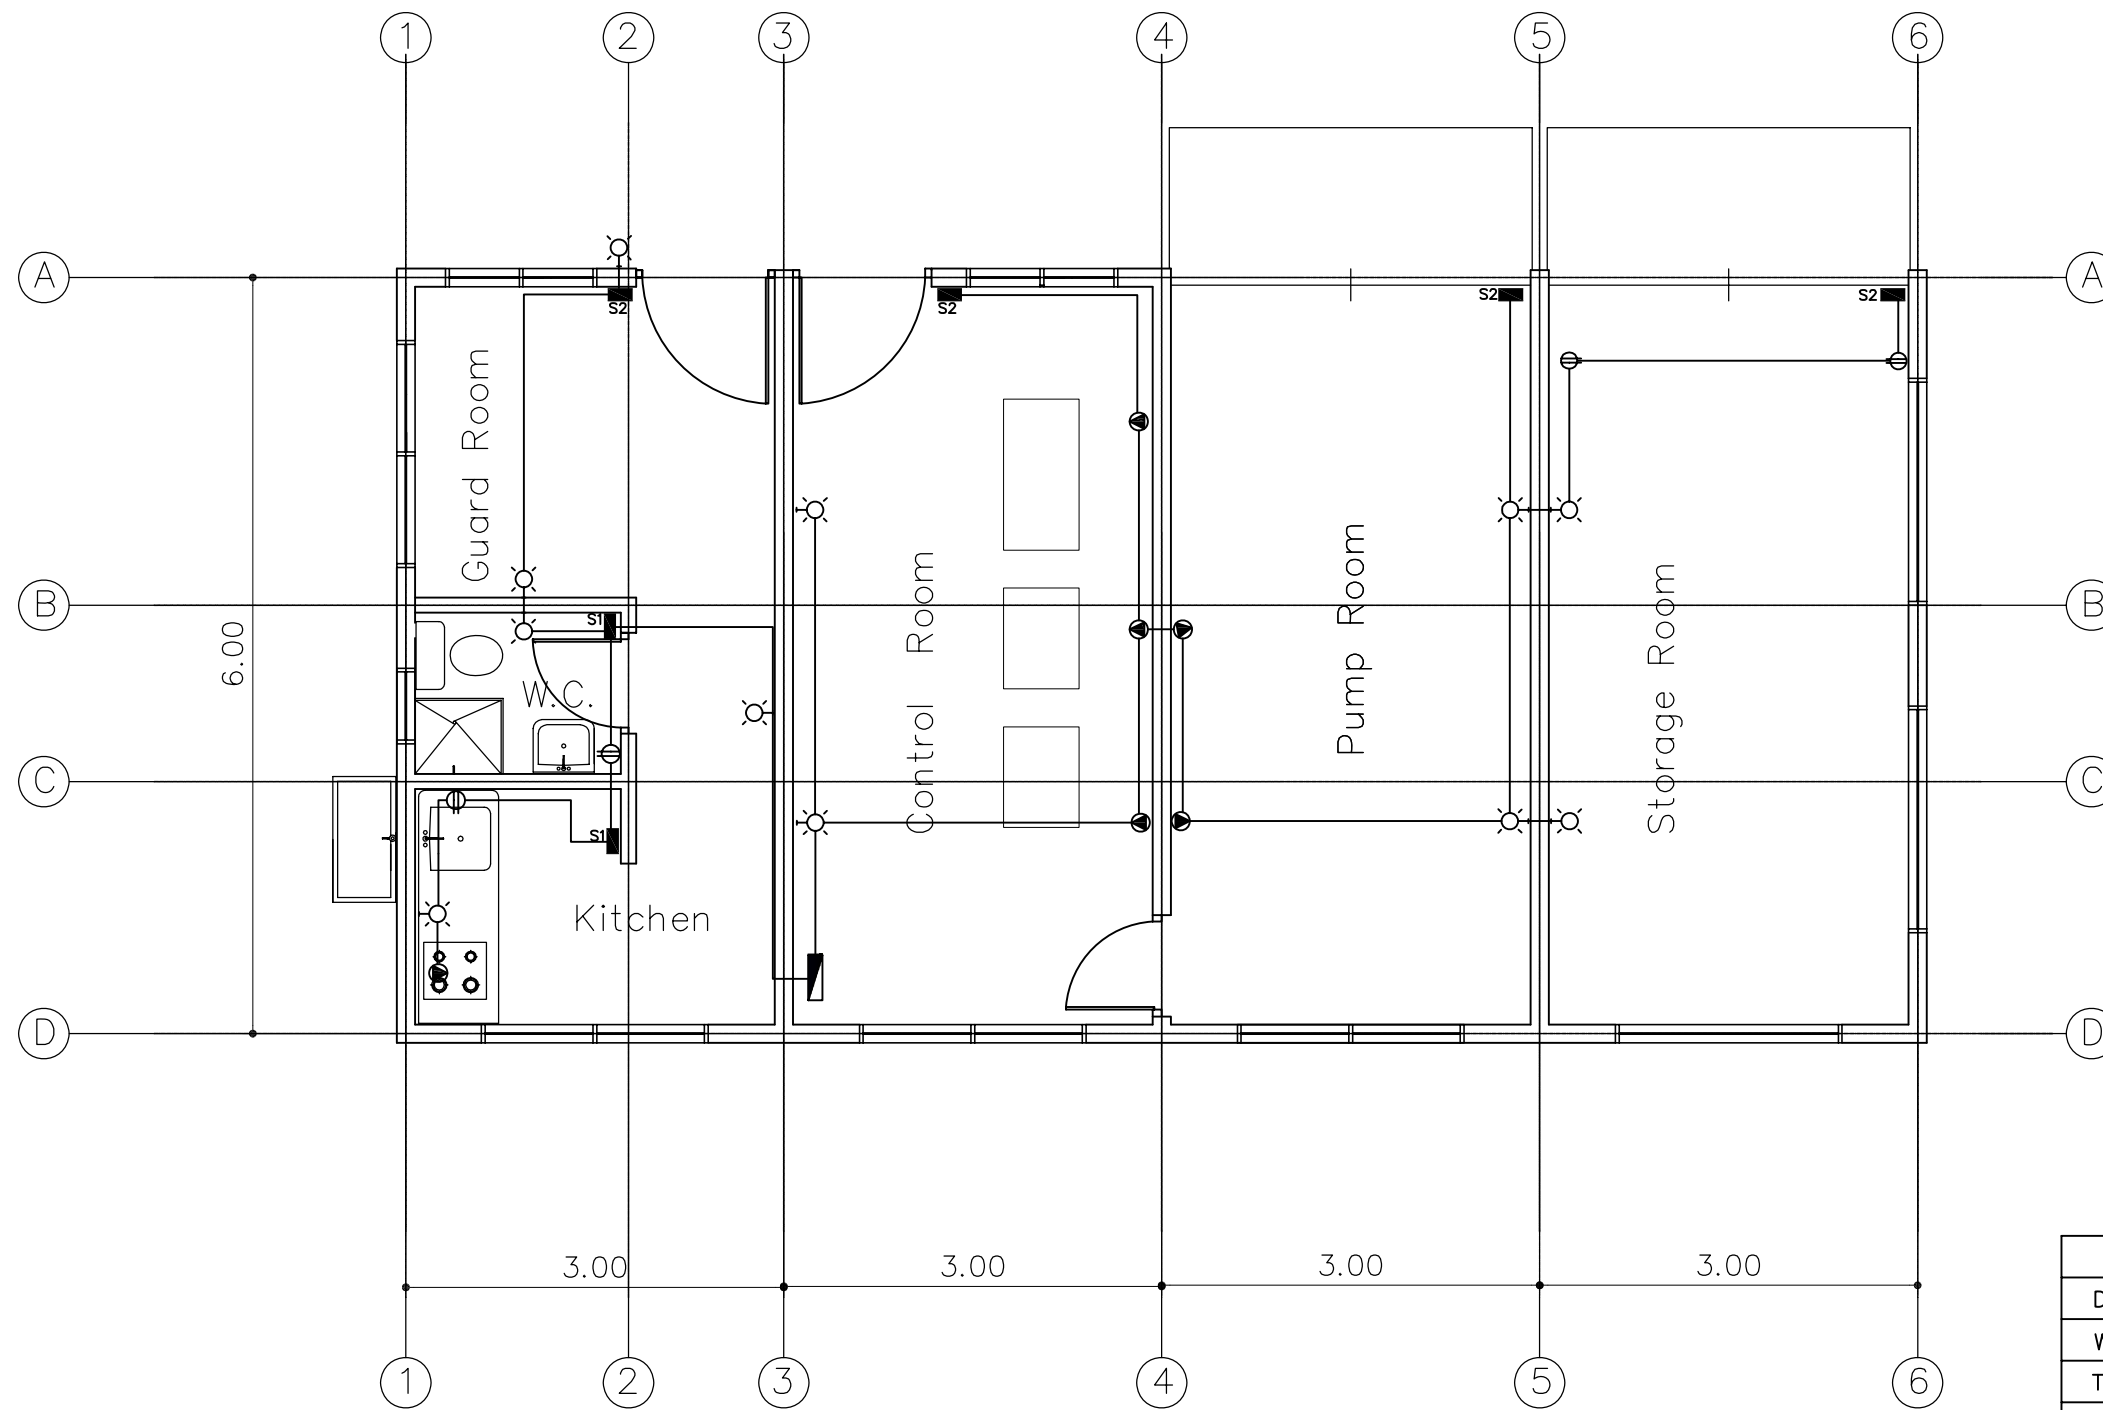 1 2 3 4 5 6
A A
S2 S2 S2 S2
Guard Room
B B
S1
6.00
W.C.
Control Room
Pump Room
Storage Room
C C
S1
Kitchen
D D
3.00 3.00 3.00 3.00
D
W
T
1 2 3 4 5 6